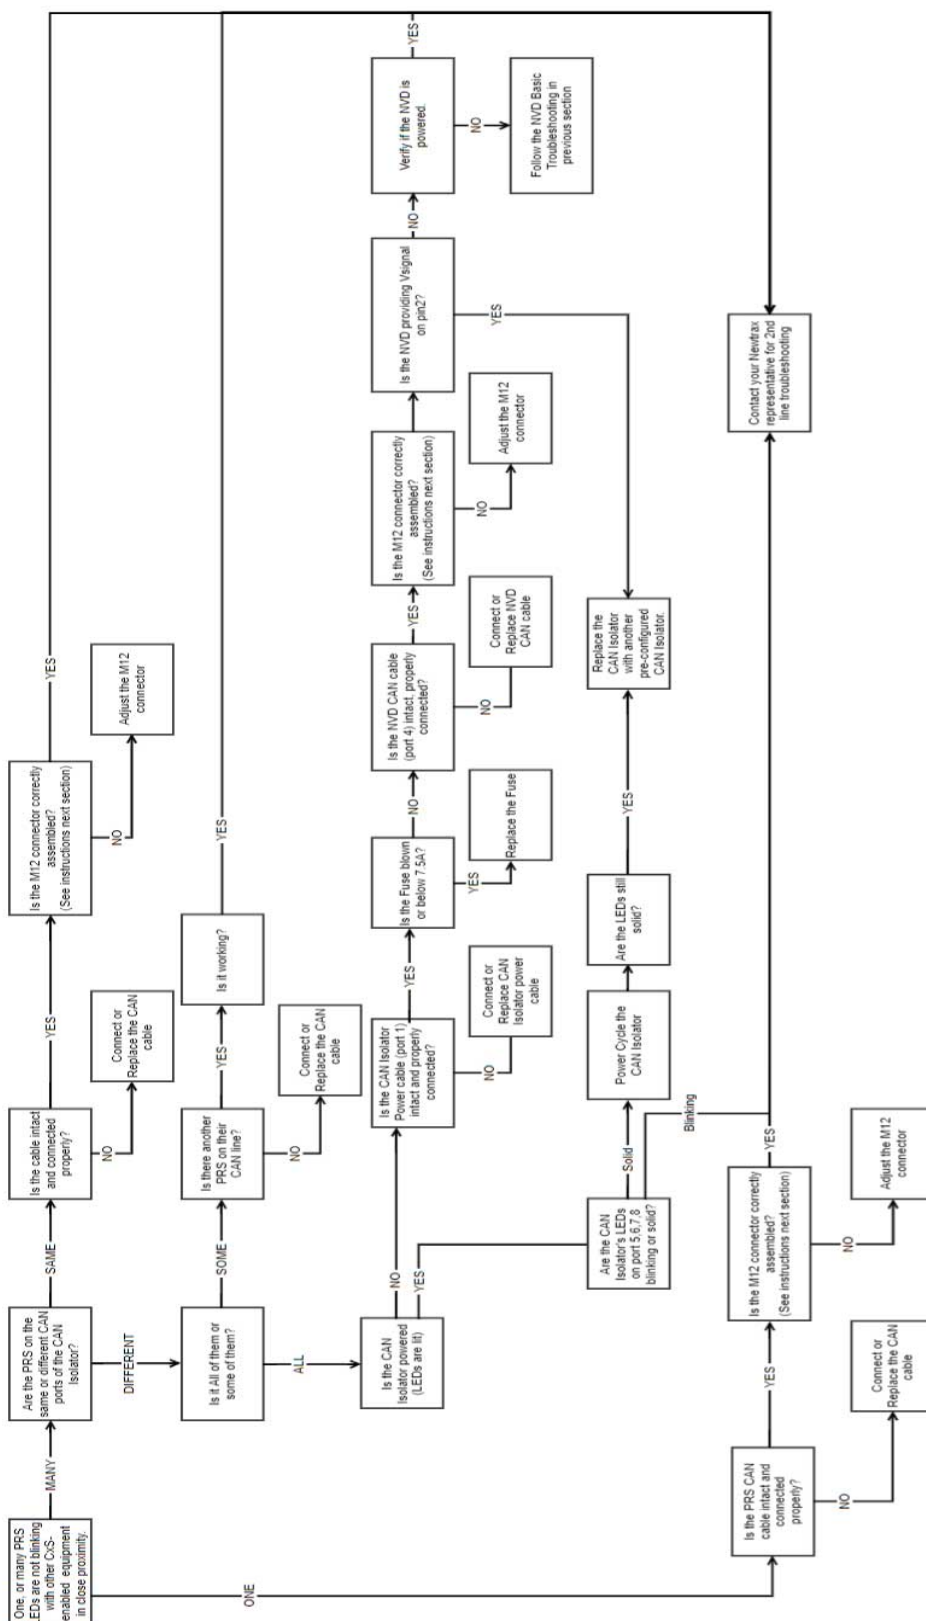 One, or many PRS
LEDs are not blinking
with other CxS-
enabled equipment
in close proximity.
MANY
ONE
Are the PRS on the
same or different CAN
ports of the CAN
Isolator?
SAME
DIFFERENT
Is the cable intact
and connected
properly?
YES
NO
Connect or
Replace the CAN
cable
Is the M12 connector correctly
assembled?
(See instructions next section)
YES
NO
Adjust the M12
connector
Is it All of them or
some of them?
SOME
ALL
Is there another
PRS on their
CAN line?
YES
NO
Connect or
Replace the CAN
cable
Is it working?
YES
Is the CAN
Isolator powered
(LEDs are lit)
NO
YES
Is the CAN Isolator
Power cable (port 1)
intact and properly
connected?
YES
NO
Connect or
Replace CAN
Isolator power
cable
Is the Fuse blown
or below 7.5A?
NO
YES
Replace the Fuse
Is the NVD CAN cable
(port 4) intact, properly
connected?
YES
NO
Connect or
Replace NVD
CAN cable
Is the M12 connector correctly
assembled?
(See instructions next section)
NO
Adjust the M12
connector
Is the NVD providing Vsignal
on pin2?
NO
YES
Verify if the NVD is
powered.
YES
NO
Follow the NVD Basic
Troubleshooting in
previous section
Are the CAN
Isolator's LEDs
on port 5,6,7,8
blinking or solid?
Solid
Blinking
Power Cycle the
CAN Isolator
Are the LEDs still
solid?
YES
Replace the
CAN Isolator
with another
pre-configured
CAN Isolator.
Is the PRS CAN
cable intact and
connected
properly?
YES
NO
Connect or
Replace the CAN
cable
Is the M12 connector correctly
assembled?
(See instructions next section)
YES
NO
Adjust the M12
connector
Contact your Newtrax
representative for 2nd
line troubleshooting